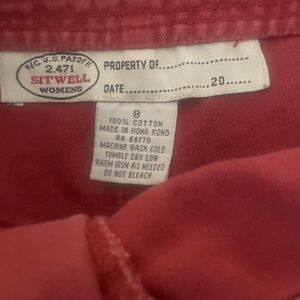 REG. U.S. PAT.OFF.
2,471
SITWELL
WOMENS
PROPERTY OF..................
DATE.......................20.......
8
100% COTTON
MADE IN HONG KONG
RN 66170
MACHINE WASH COLD
TUMBLE DRY LOW
WARM IRON AS NEEDED
DO NOT BLEACH